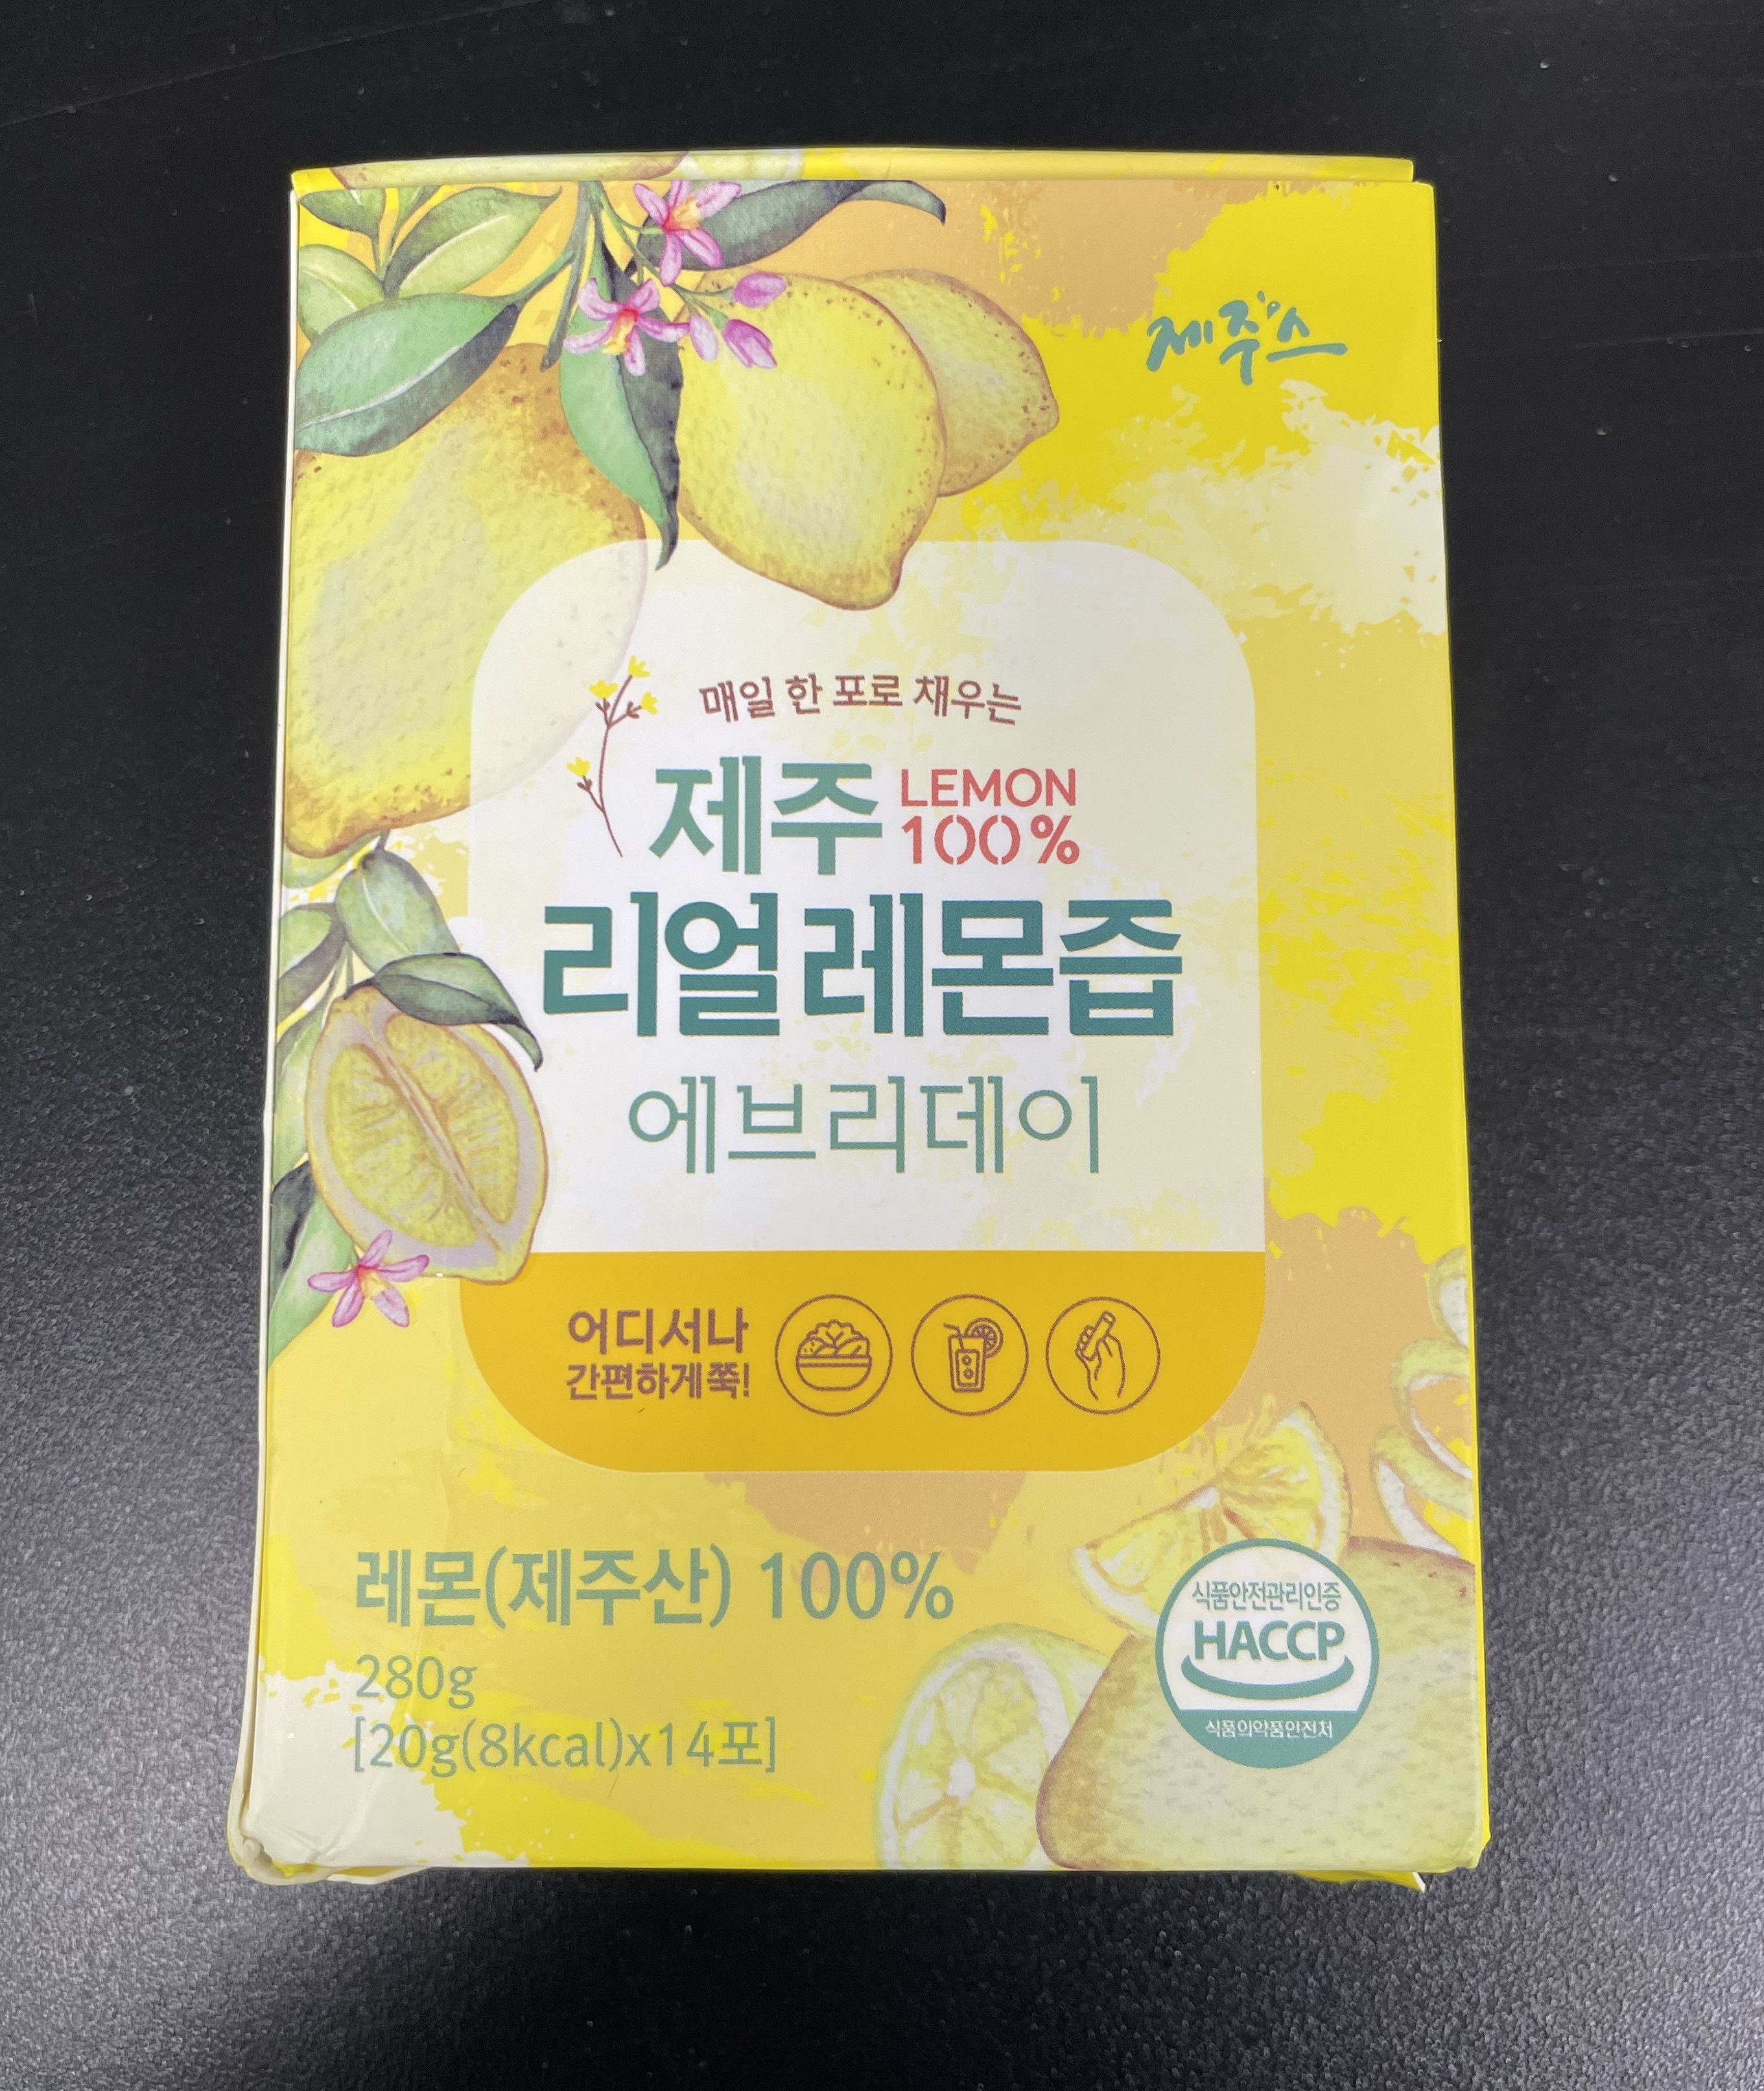 제주스
매일 한 포로 채우는
제주 LEMON 100%
리얼레몬즙
에브리데이
어디서나
간편하게 쭉!
레몬(제주산) 100%
280g
[20g(8kcal)x14포]
식품안전관리인증
HACCP
식품의약품안전처